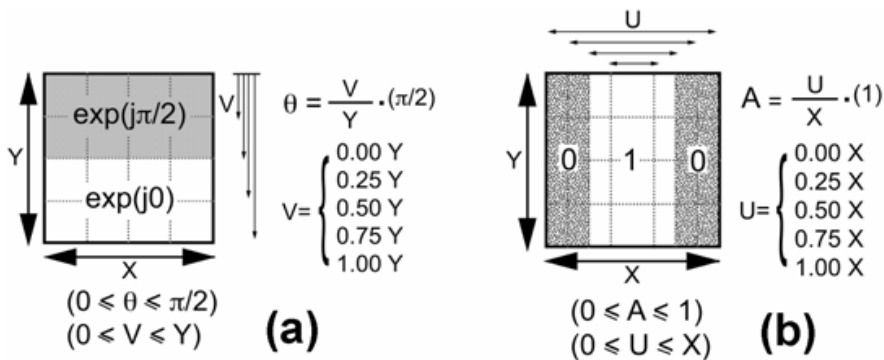 exp(jπ/2)
exp(j0)
Y
X
V
θ = V/Y · (π/2)
V= { 0.00 Y
0.25 Y
0.50 Y
0.75 Y
1.00 Y
(0 ⩽ θ ⩽ π/2)
(0 ⩽ V ⩽ Y)
(a)
U
0 1 0
Y
X
A = U/X · (1)
U= { 0.00 X
0.25 X
0.50 X
0.75 X
1.00 X
(0 ⩽ A ⩽ 1)
(0 ⩽ U ⩽ X)
(b)